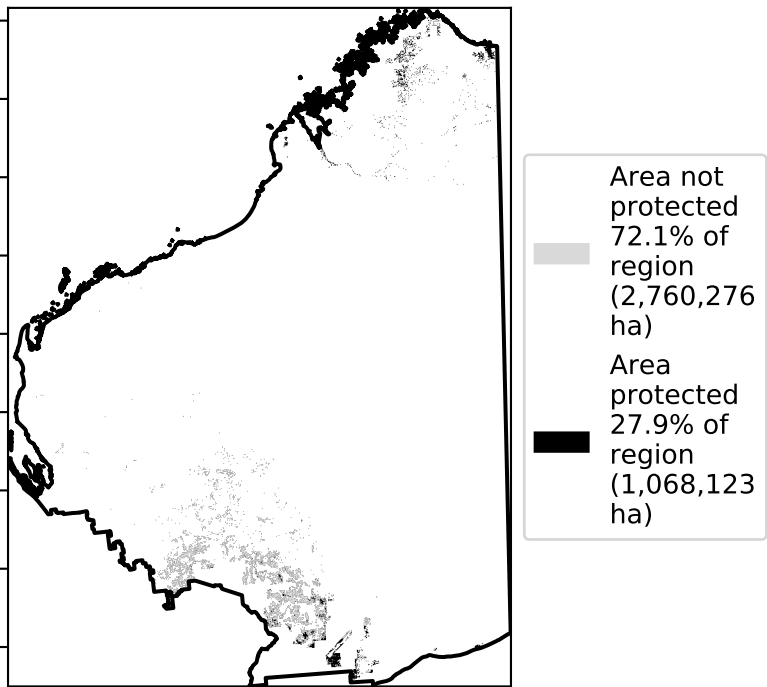 Area not
protected
72.1% of
region
(2,760,276
ha)
Area
protected
27.9% of
region
(1,068,123
ha)